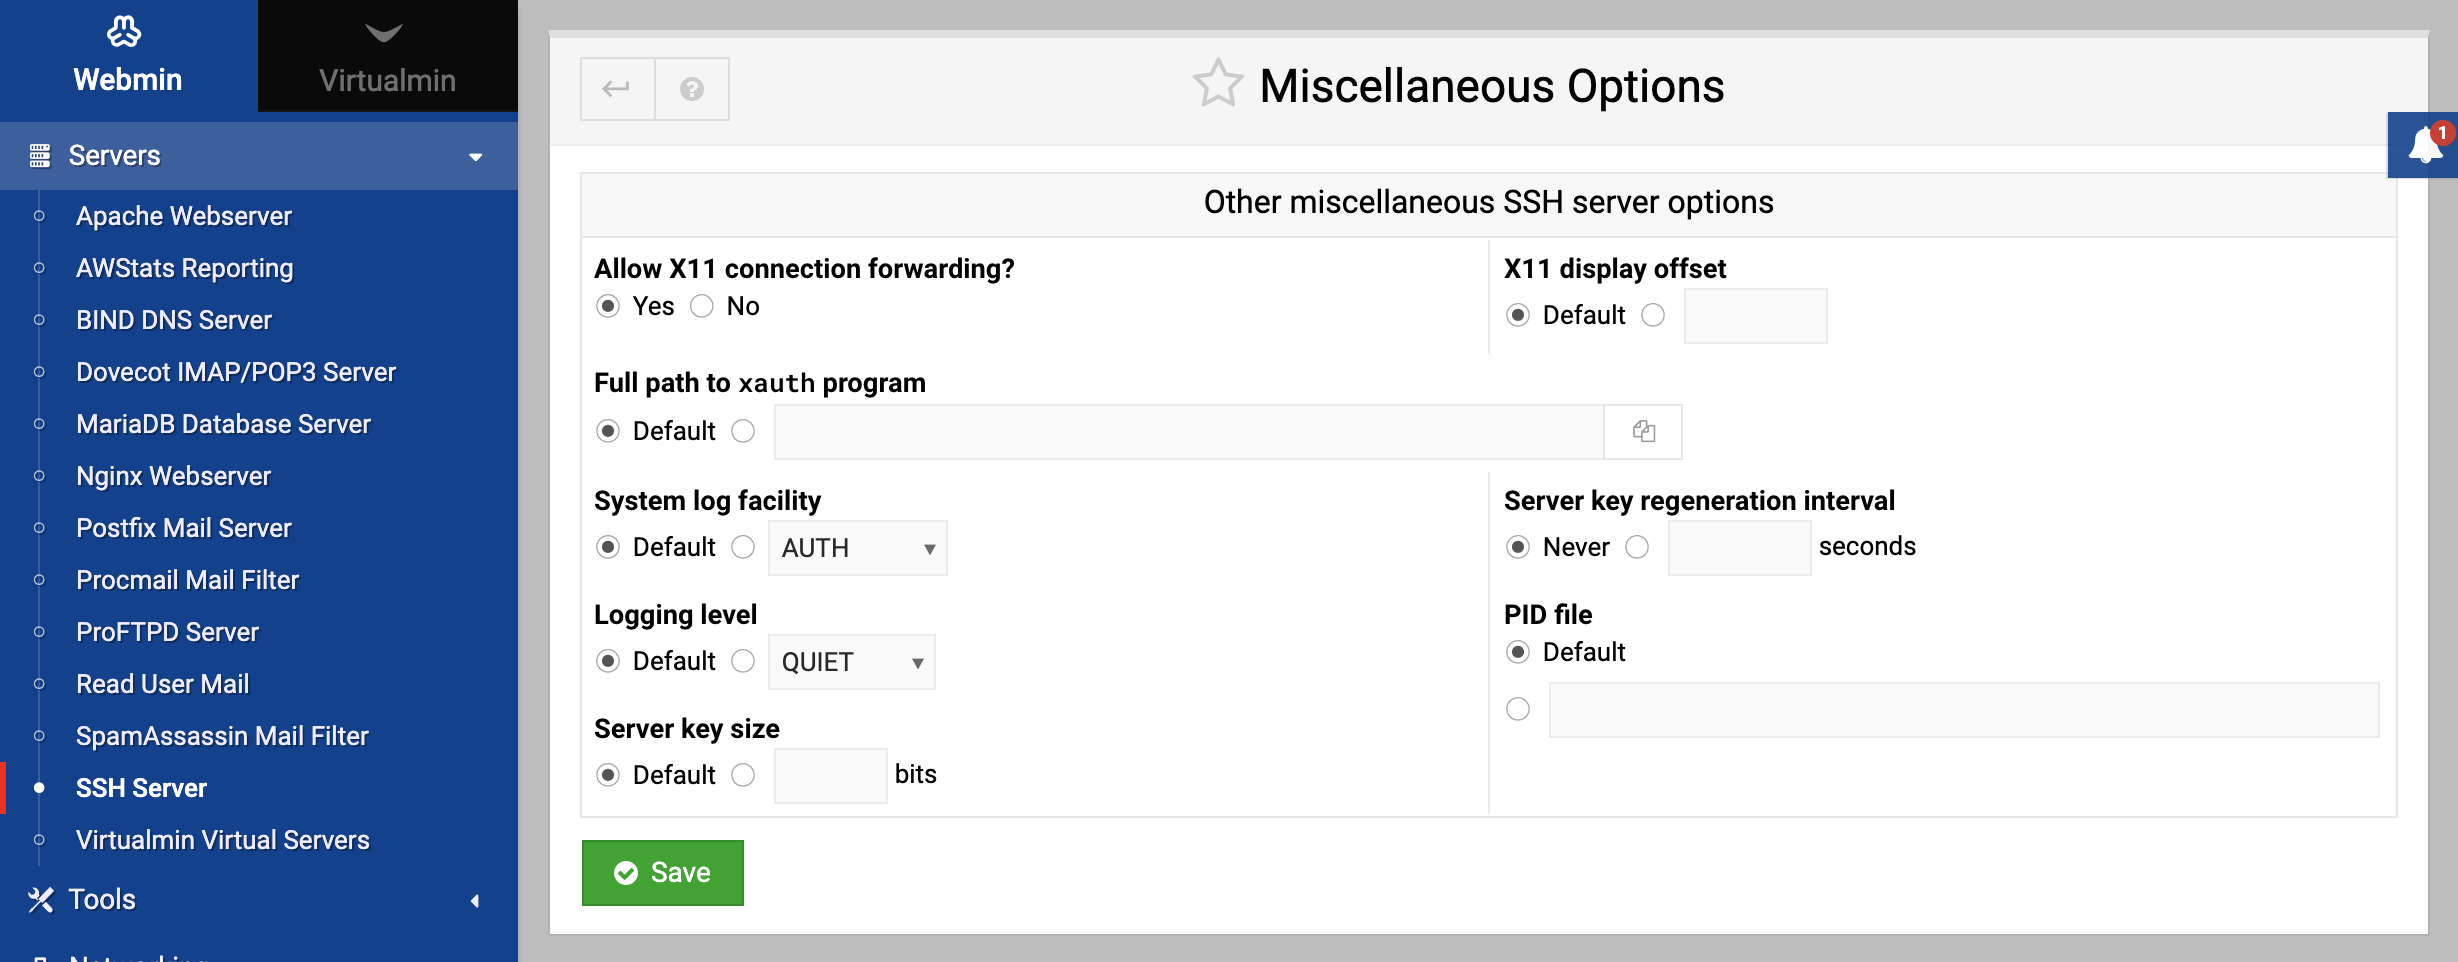 Webmin
Virtualmin
Servers
Apache Webserver
AWStats Reporting
BIND DNS Server
Dovecot IMAP/POP3 Server
MariaDB Database Server
Nginx Webserver
Postfix Mail Server
Procmail Mail Filter
ProFTPD Server
Read User Mail
SpamAssassin Mail Filter
SSH Server
Virtualmin Virtual Servers
Tools
Miscellaneous Options
1
Other miscellaneous SSH server options
Allow X11 connection forwarding?
Yes No
X11 display offset
Default
Full path to xauth program
Default
System log facility
Default AUTH
Server key regeneration interval
Never seconds
Logging level
Default QUIET
PID file
Default
Server key size
Default bits
Save